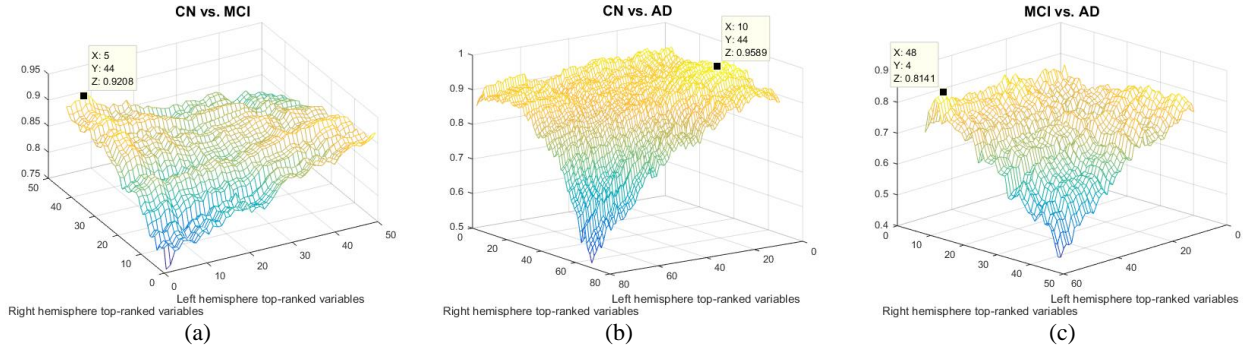 CN vs. MCI
X: 5
Y: 44
Z: 0.9208
0.95
0.9
0.85
0.8
0.75
50
40
30
20
10
0
0
10
20
30
40
50
Left hemisphere top-ranked variables
Right hemisphere top-ranked variables
(a)
CN vs. AD
X: 10
Y: 44
Z: 0.9589
1
0.9
0.8
0.7
0.6
0.5
0
20
40
60
80
80
60
40
20
0
Left hemisphere top-ranked variables
Right hemisphere top-ranked variables
(b)
MCI vs. AD
X: 48
Y: 4
Z: 0.8141
0.9
0.8
0.7
0.6
0.5
0.4
0
10
20
30
40
50
60
40
20
0
Left hemisphere top-ranked variables
Right hemisphere top-ranked variables
(c)